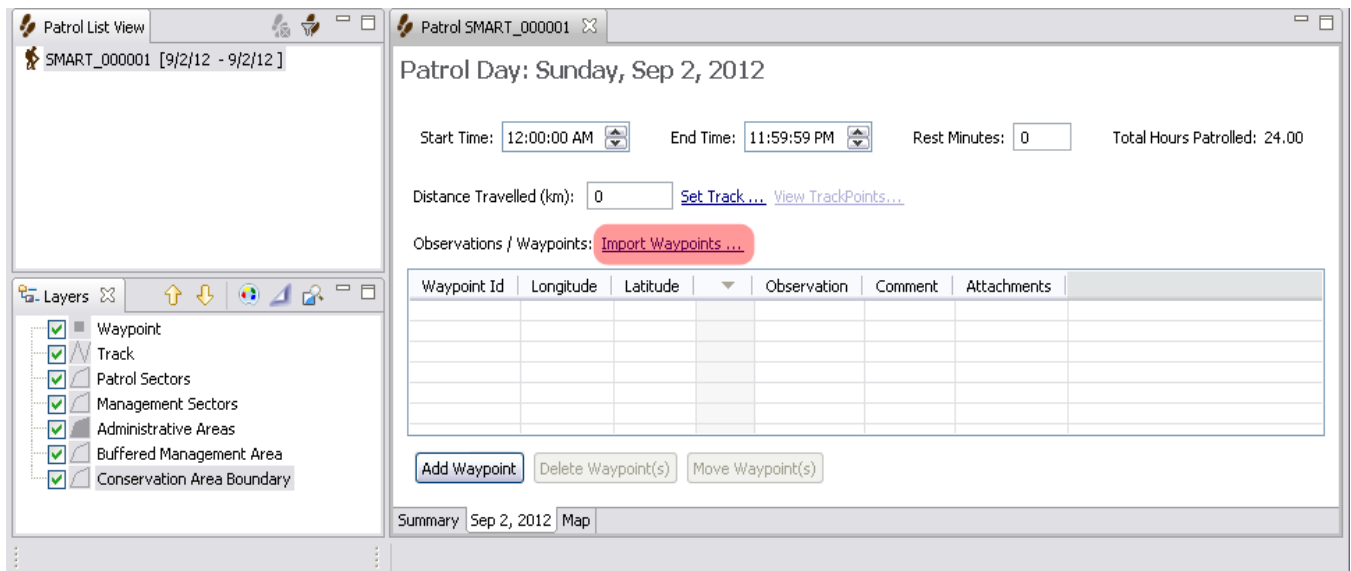 Patrol List View
SMART_000001 [9/2/12 - 9/2/12 ]
Layers
Waypoint
Track
Patrol Sectors
Management Sectors
Administrative Areas
Buffered Management Area
Conservation Area Boundary
Patrol SMART_000001
Patrol Day: Sunday, Sep 2, 2012
Start Time: 12:00:00 AM End Time: 11:59:59 PM Rest Minutes: 0 Total Hours Patrolled: 24.00
Distance Travelled (km): 0 Set Track ... View TrackPoints...
Observations / Waypoints: Import Waypoints ...
Waypoint Id Longitude Latitude Observation Comment Attachments
Add Waypoint Delete Waypoint(s) Move Waypoint(s)
Summary Sep 2, 2012 Map